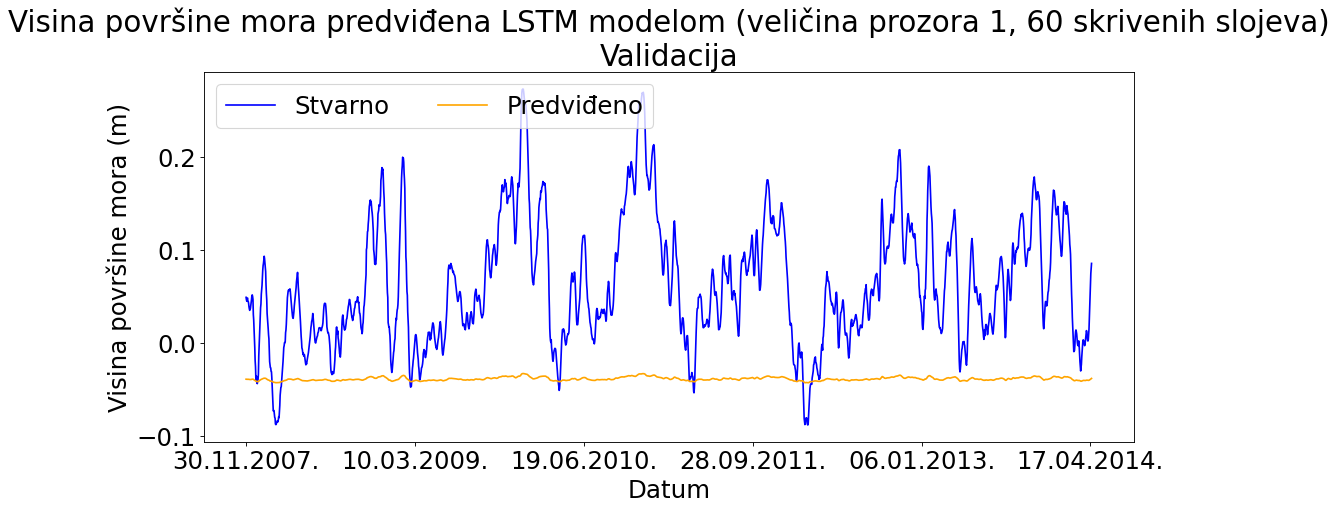 Visina površine mora predviđena LSTM modelom (veličina prozora 1, 60 skrivenih slojeva)
Validacija
Stvarno
Predviđeno
Visina površine mora (m)
0.2
0.1
0.0
−0.1
30.11.2007.
10.03.2009.
19.06.2010.
28.09.2011.
06.01.2013.
17.04.2014.
Datum